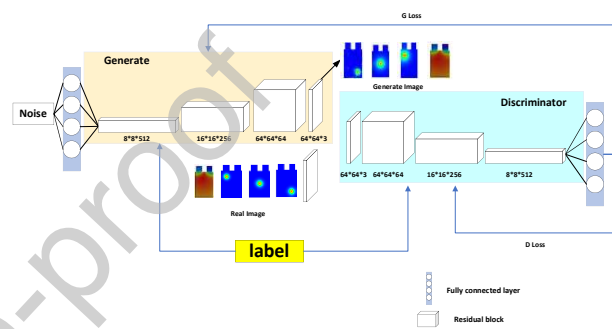 G Loss
Generate
Generate Image
Discriminator
Noise
8*8*512
16*16*256
64*64*64
64*64*3
64*64*3
64*64*64
16*16*256
8*8*512
Real Image
label
D Loss
Fully connected layer
Residual block
-proof